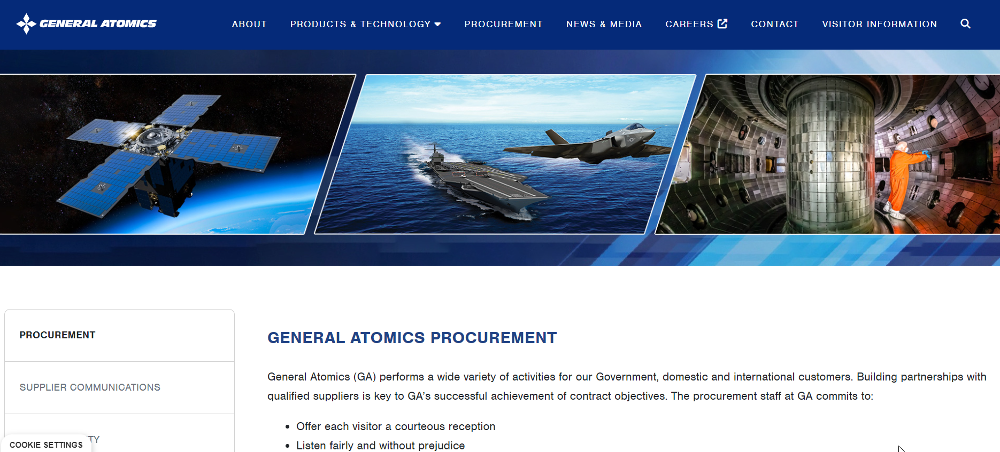 GENERAL ATOMICS
ABOUT
PRODUCTS & TECHNOLOGY
PROCUREMENT
NEWS & MEDIA
CAREERS
CONTACT
VISITOR INFORMATION
PROCUREMENT
SUPPLIER COMMUNICATIONS
TY
COOKIE SETTINGS
GENERAL ATOMICS PROCUREMENT
General Atomics (GA) performs a wide variety of activities for our Government, domestic and international customers. Building partnerships with
qualified suppliers is key to GA’s successful achievement of contract objectives. The procurement staff at GA commits to:
• Offer each visitor a courteous reception
• Listen fairly and without prejudice